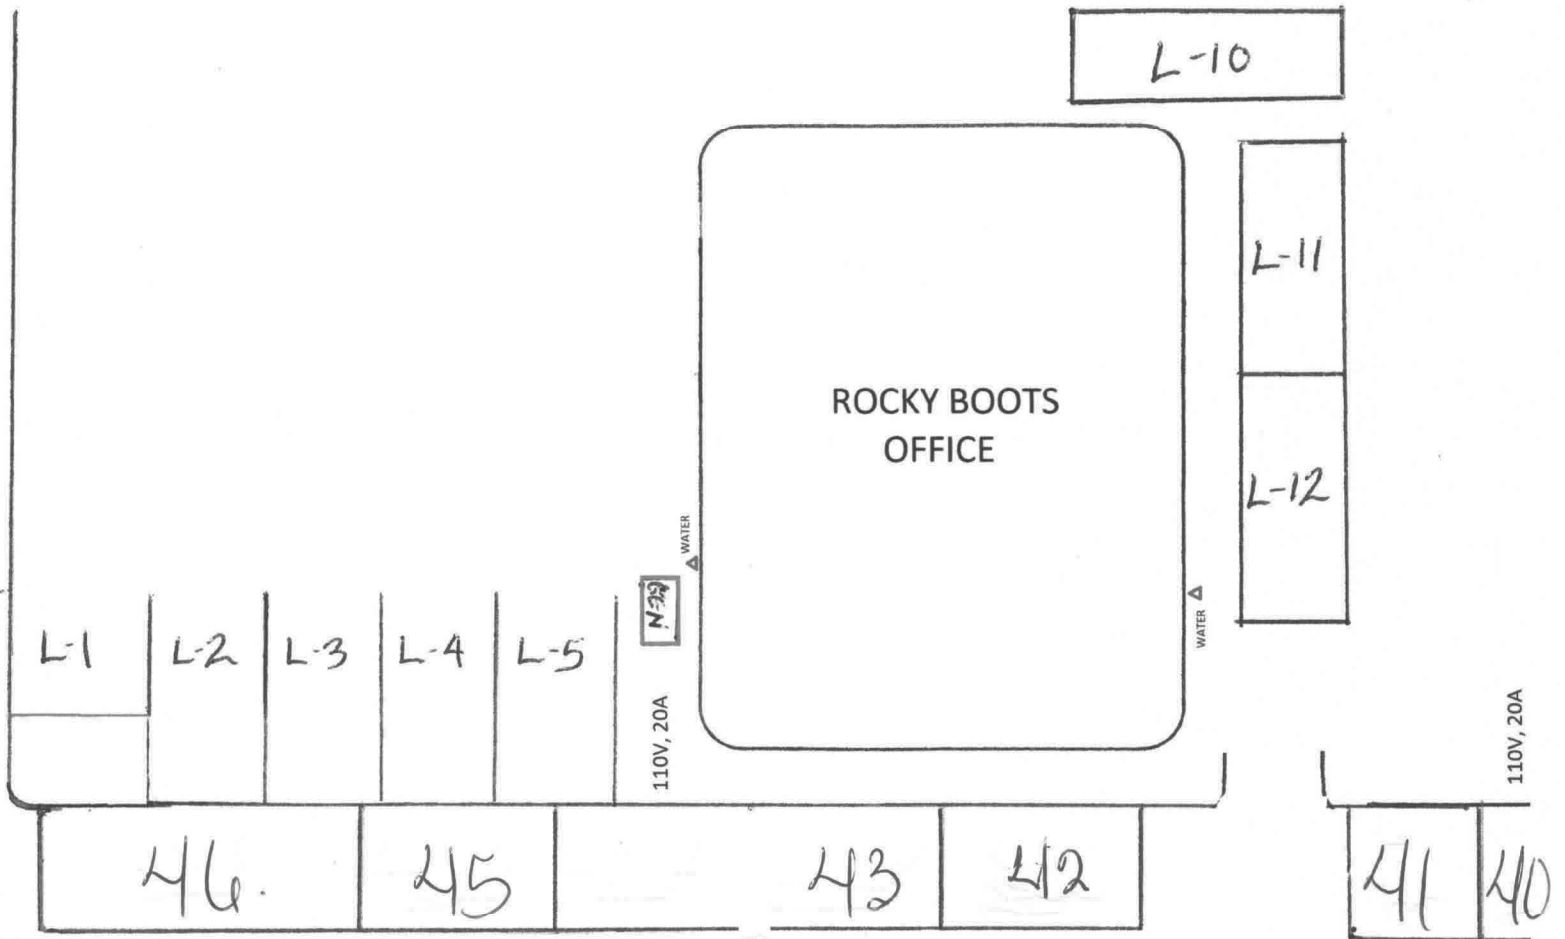 L-10
L-11
ROCKY BOOTS
OFFICE
L-12
WATER
WATER
L-1
L-2
L-3
L-4
L-5
110V, 20A
110V, 20A
46.
45
43
42
41
40